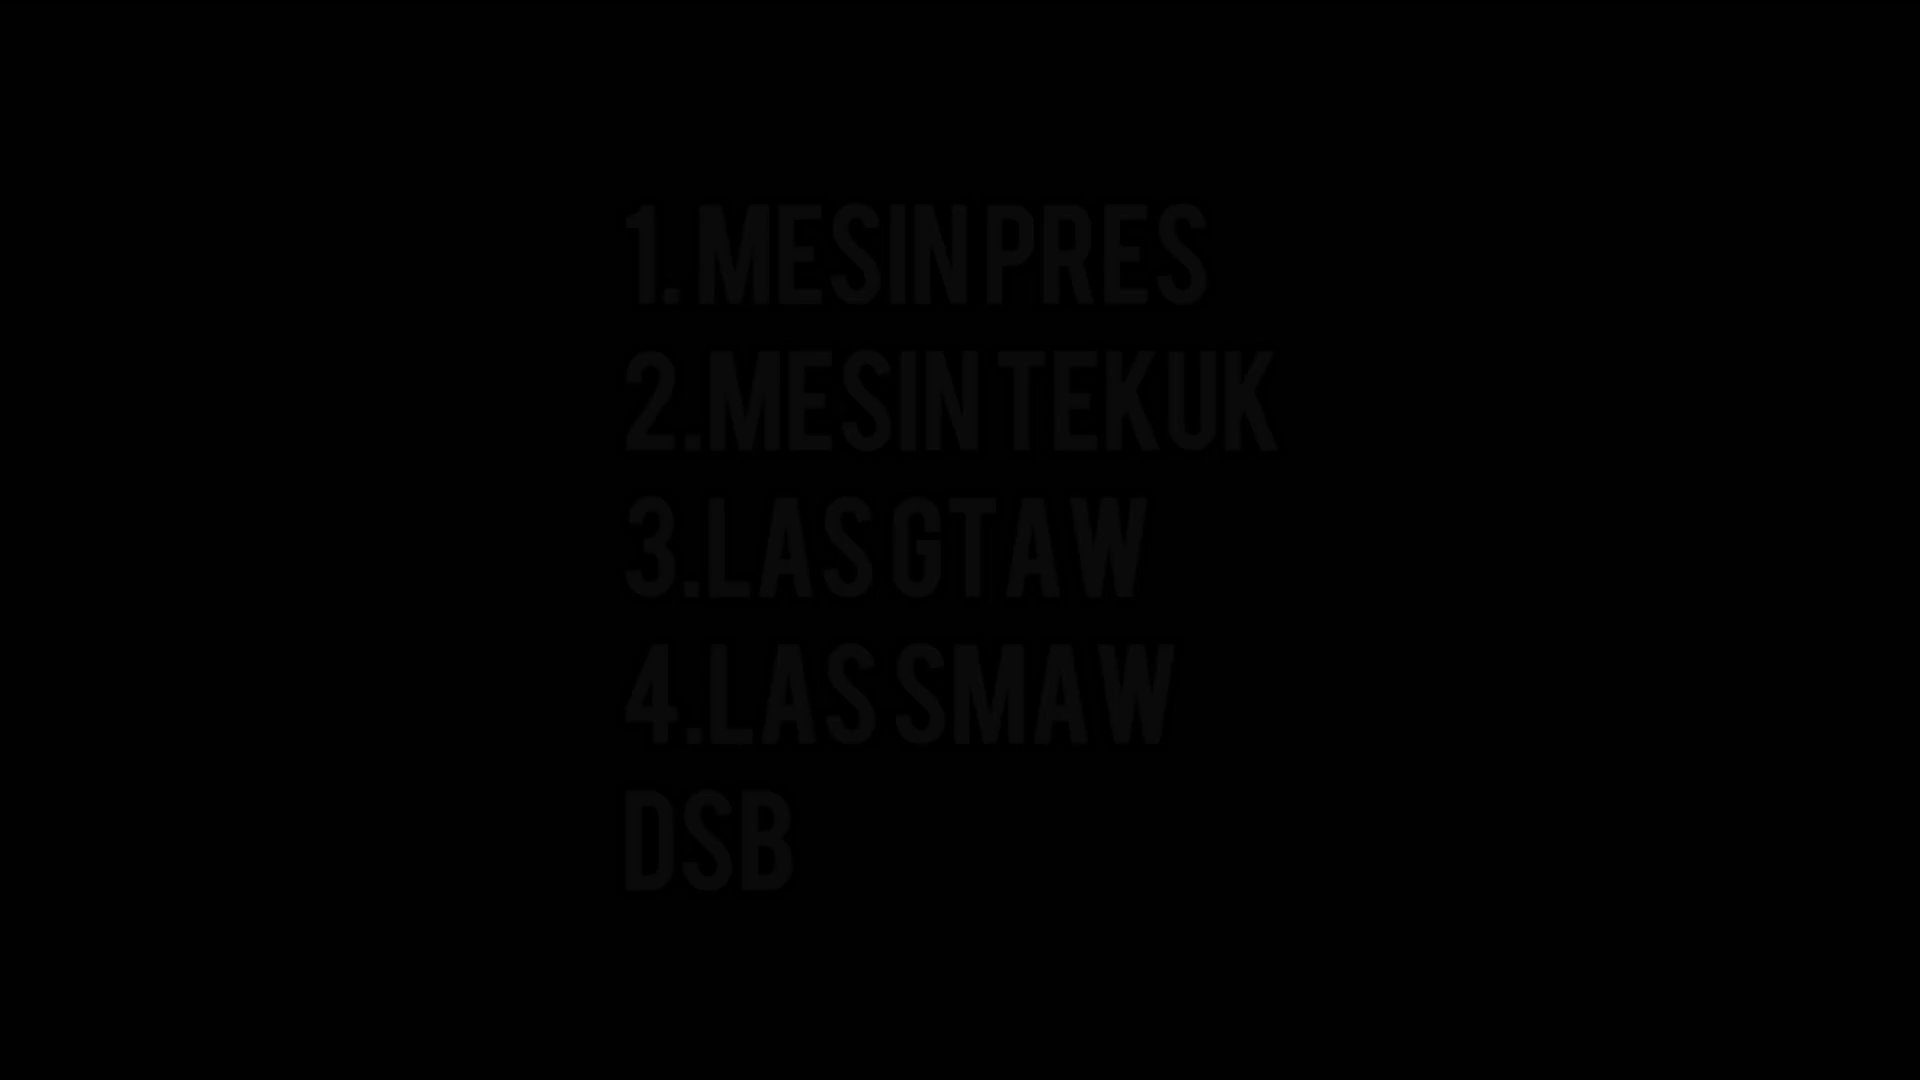 1. MESIN PRES
2.MESIN TEKUK
3.LAS GTAW
4.LAS SMAW
DSB